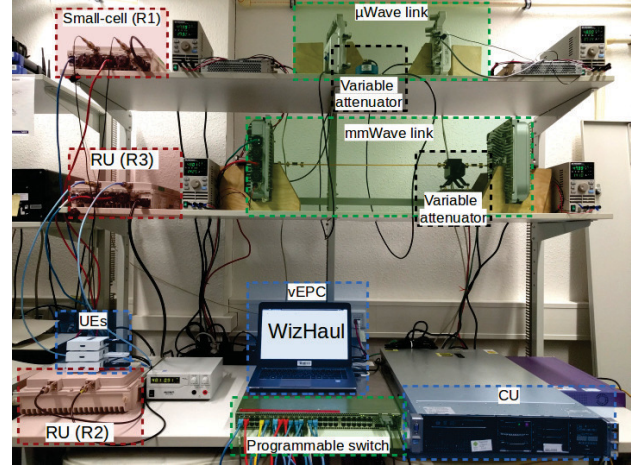 Small-cell (R1)
µWave link
Variable
attenuator
mmWave link
RU (R3)
Variable
attenuator
vEPC
UEs
WizHaul
CU
RU (R2)
Programmable switch